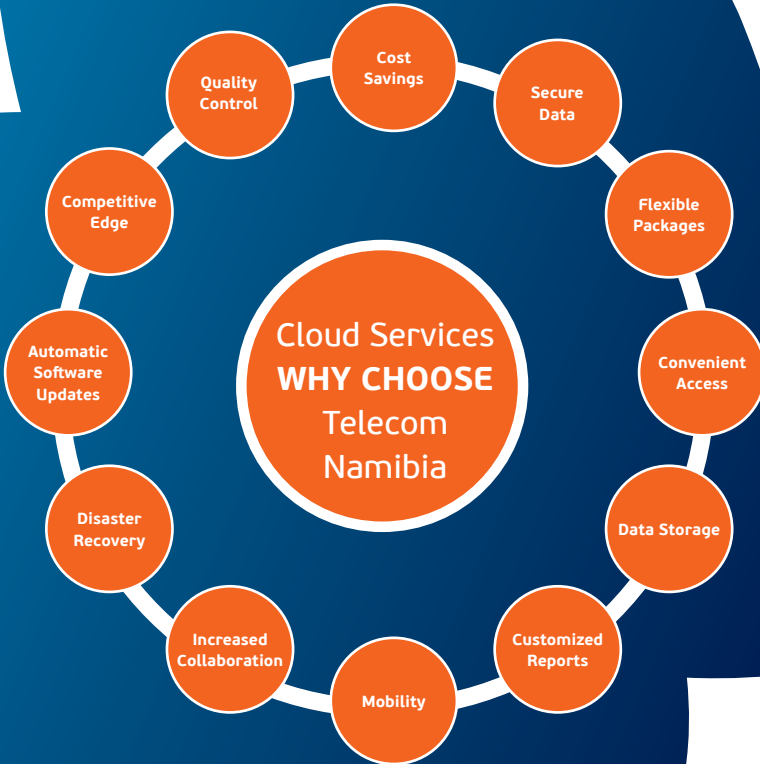 Cloud Services
WHY CHOOSE
Telecom
Namibia
Cost
Savings
Secure
Data
Flexible
Packages
Convenient
Access
Data Storage
Customized
Reports
Mobility
Increased
Collaboration
Disaster
Recovery
Automatic
Software
Updates
Competitive
Edge
Quality
Control